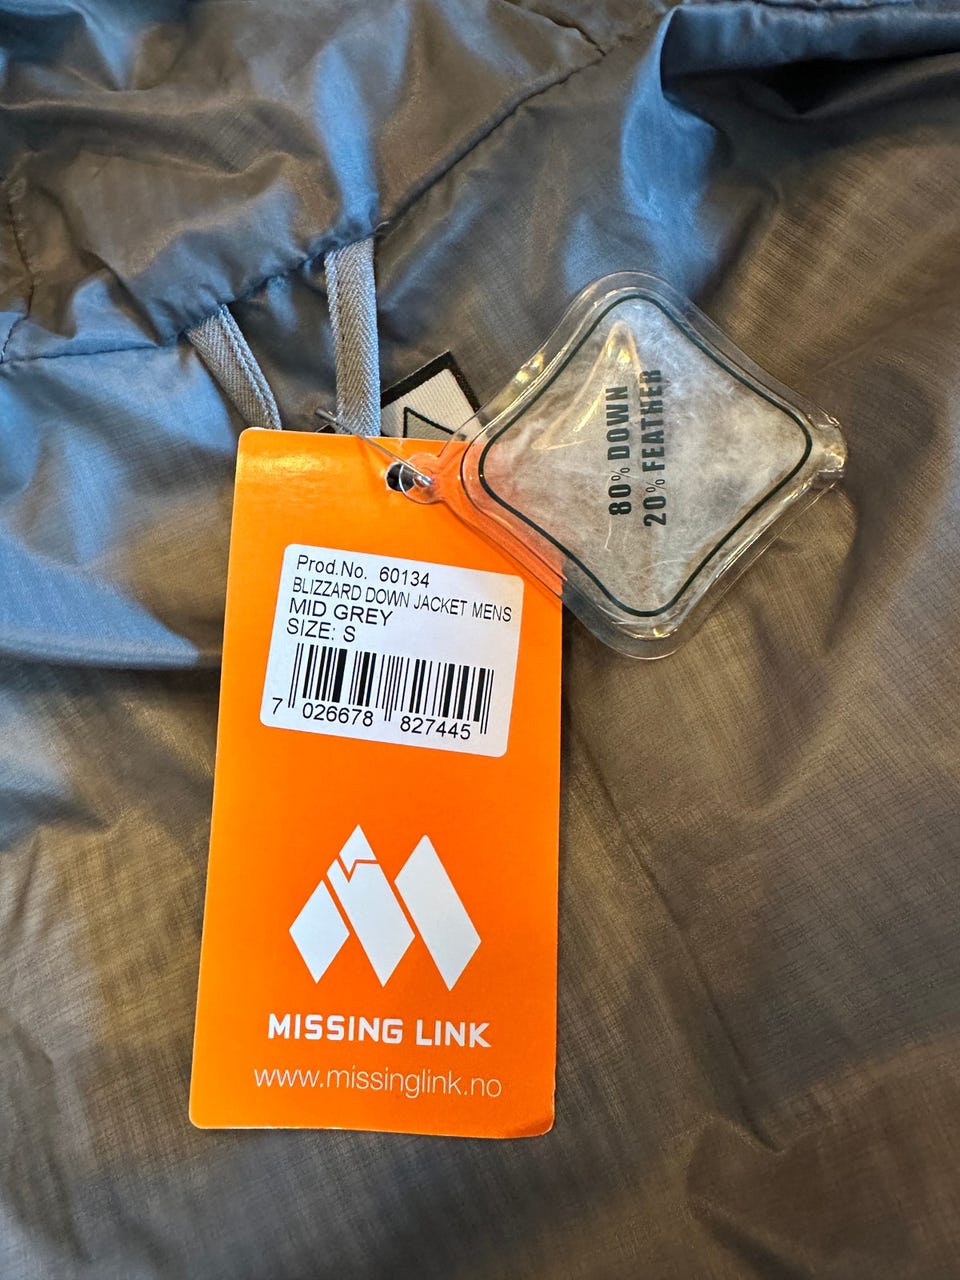 80% DOWN
20% FEATHER
Prod.No. 60134
BLIZZARD DOWN JACKET MENS
MID GREY
SIZE: S
7 026678 827445
MISSING LINK
www.missinglink.no